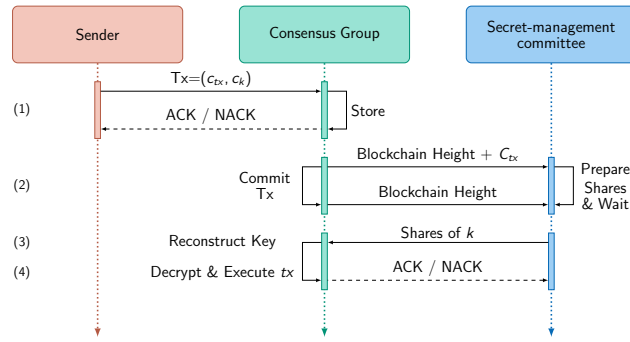 Sender
Consensus Group
Secret-management
committee
Tx=(c_tx, c_k)
(1)
Store
ACK / NACK
Blockchain Height + C_tx
(2)
Commit
Tx
Prepare
Shares
& Wait
Blockchain Height
(3)
Reconstruct Key
Shares of k
(4)
Decrypt & Execute tx
ACK / NACK